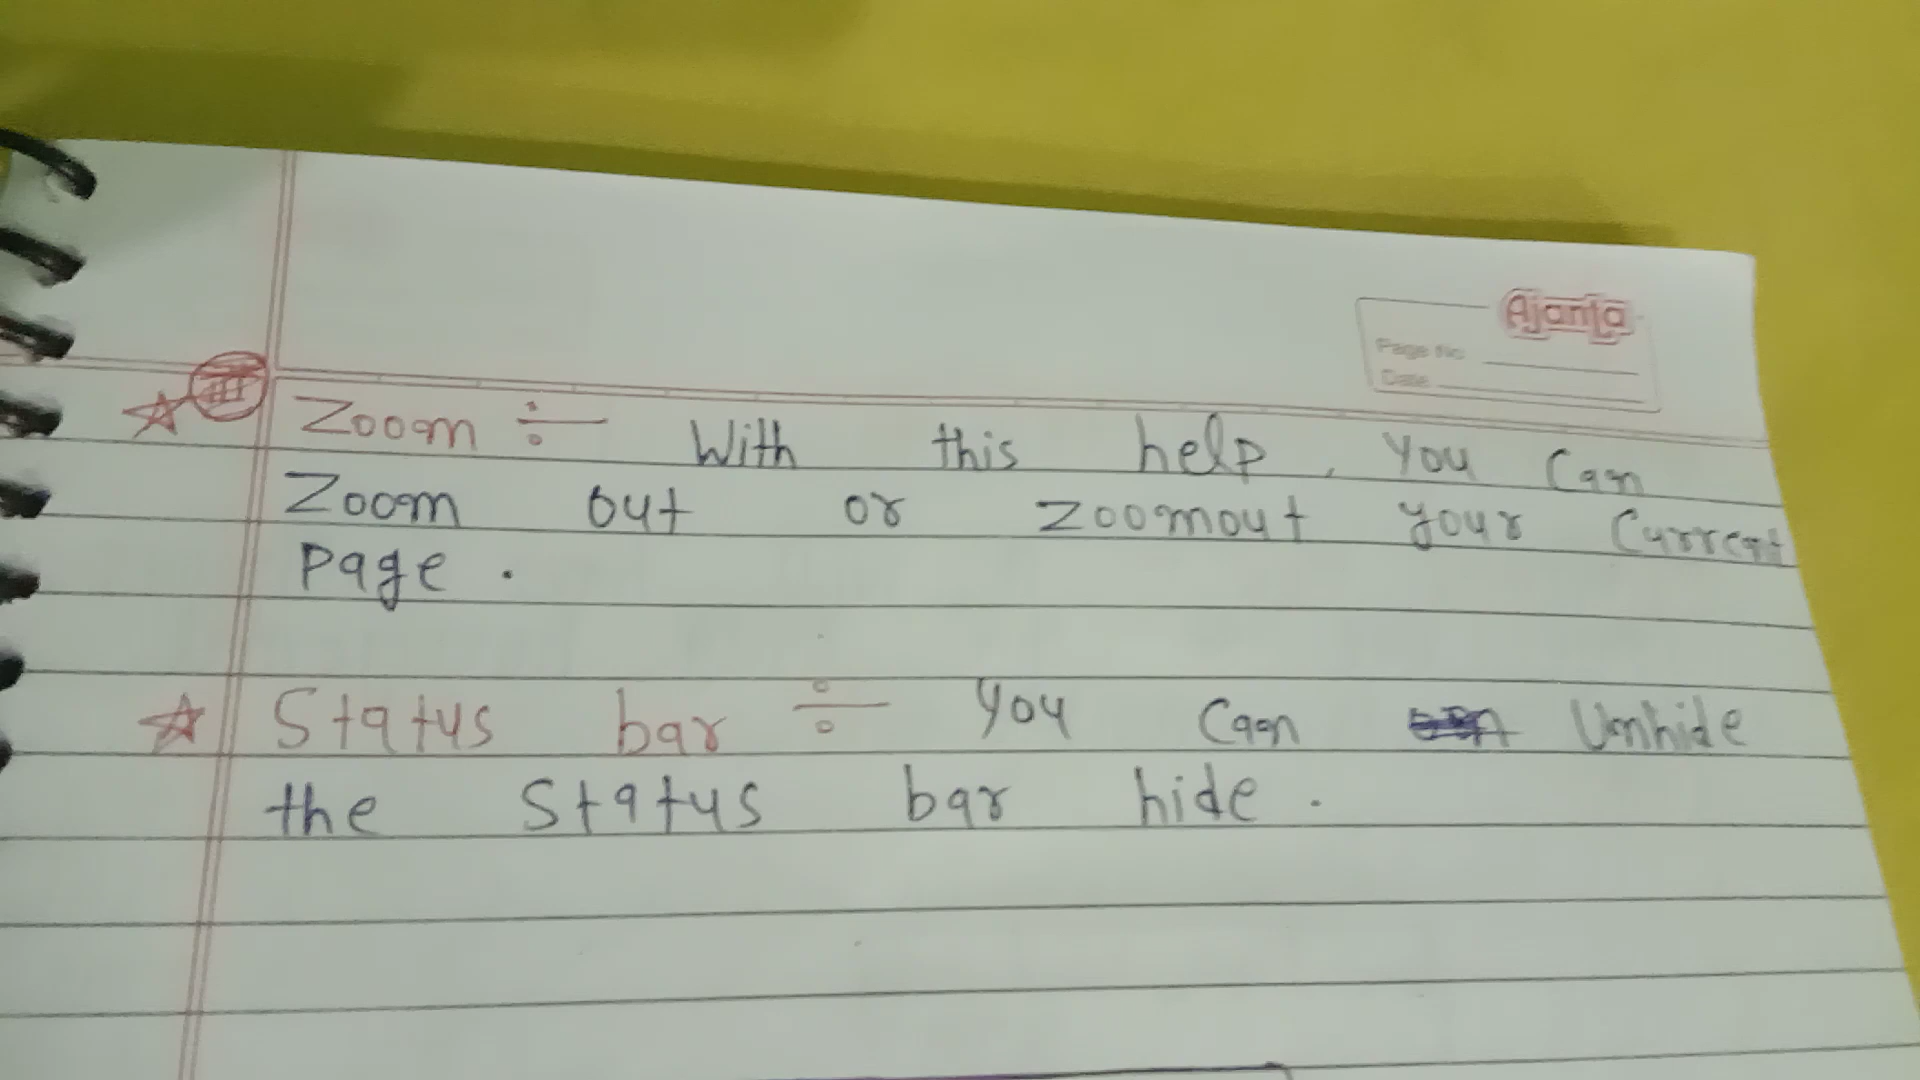 Ajanta
Page No
Date
Zoom ÷ With this help, you Can
Zoom out or zoomout your Current
page.
Status bar ÷ you Can Unhide
the Status bar hide.